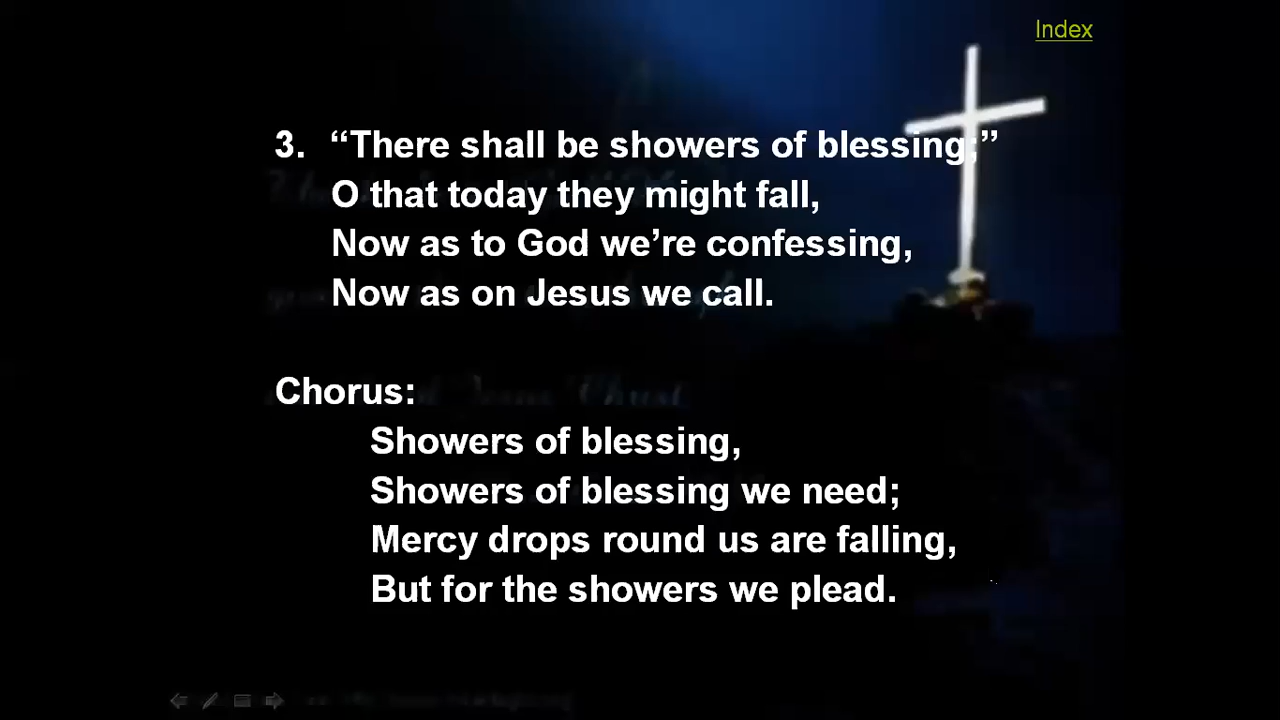 Index
3. “There shall be showers of blessing;”
O that today they might fall,
Now as to God we’re confessing,
Now as on Jesus we call.
Chorus:
Showers of blessing,
Showers of blessing we need;
Mercy drops round us are falling,
But for the showers we plead.